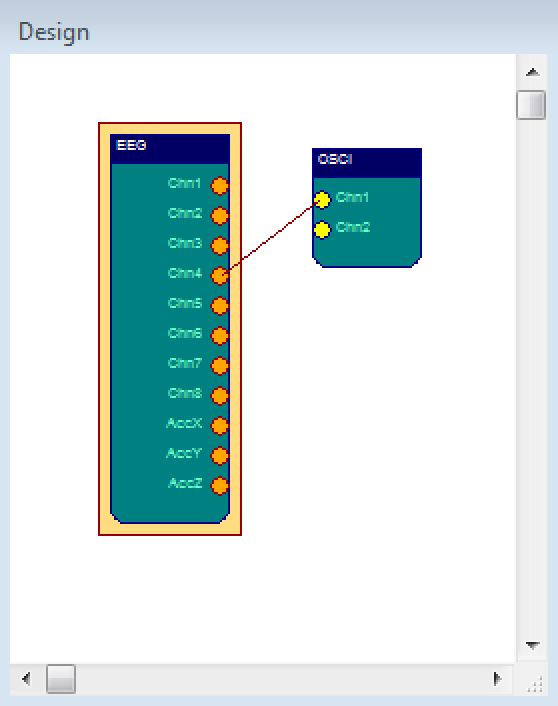 Design
EEG
Chn1
Chn2
Chn3
Chn4
Chn5
Chn6
Chn7
Chn8
AccX
AccY
AccZ
OSCI
Chn1
Chn2